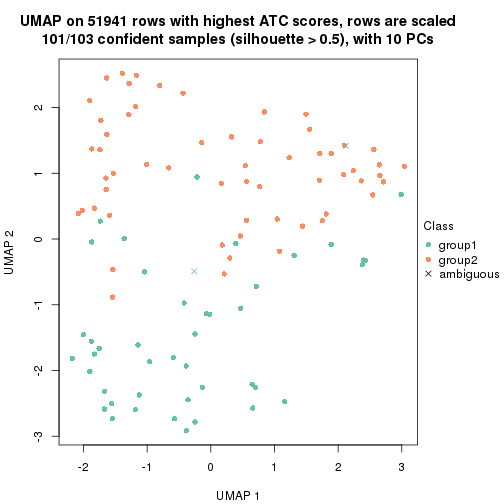 UMAP on 51941 rows with highest ATC scores, rows are scaled
101/103 confident samples (silhouette > 0.5), with 10 PCs
2
1
0
-1
-2
-3
UMAP 2
-2
-1
0
1
2
3
UMAP 1
Class
group1
group2
ambiguous